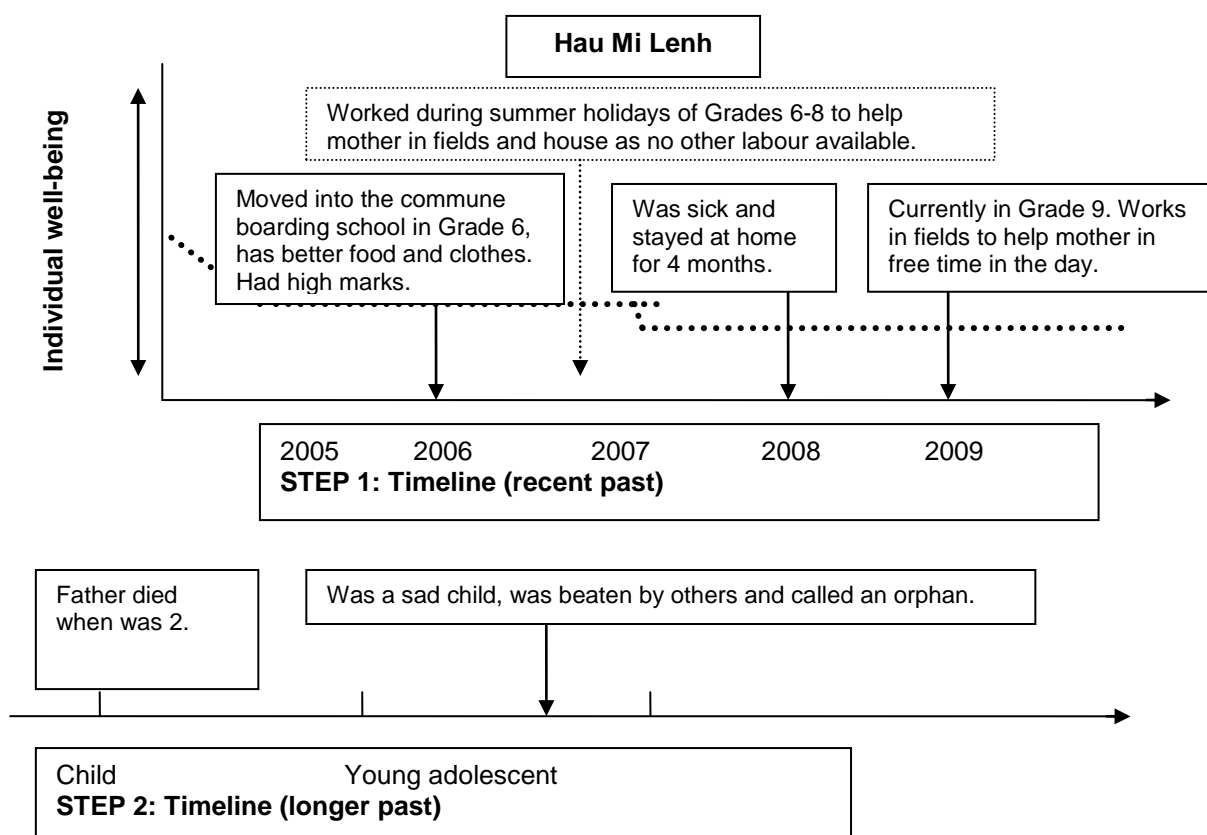 Hau Mi Lenh
Individual well-being
Worked during summer holidays of Grades 6-8 to help
mother in fields and house as no other labour available.
Moved into the commune
boarding school in Grade 6,
has better food and clothes.
Had high marks.
Was sick and
stayed at home
for 4 months.
Currently in Grade 9. Works
in fields to help mother in
free time in the day.
2005 2006 2007 2008 2009
STEP 1: Timeline (recent past)
Father died
when was 2.
Was a sad child, was beaten by others and called an orphan.
Child Young adolescent
STEP 2: Timeline (longer past)